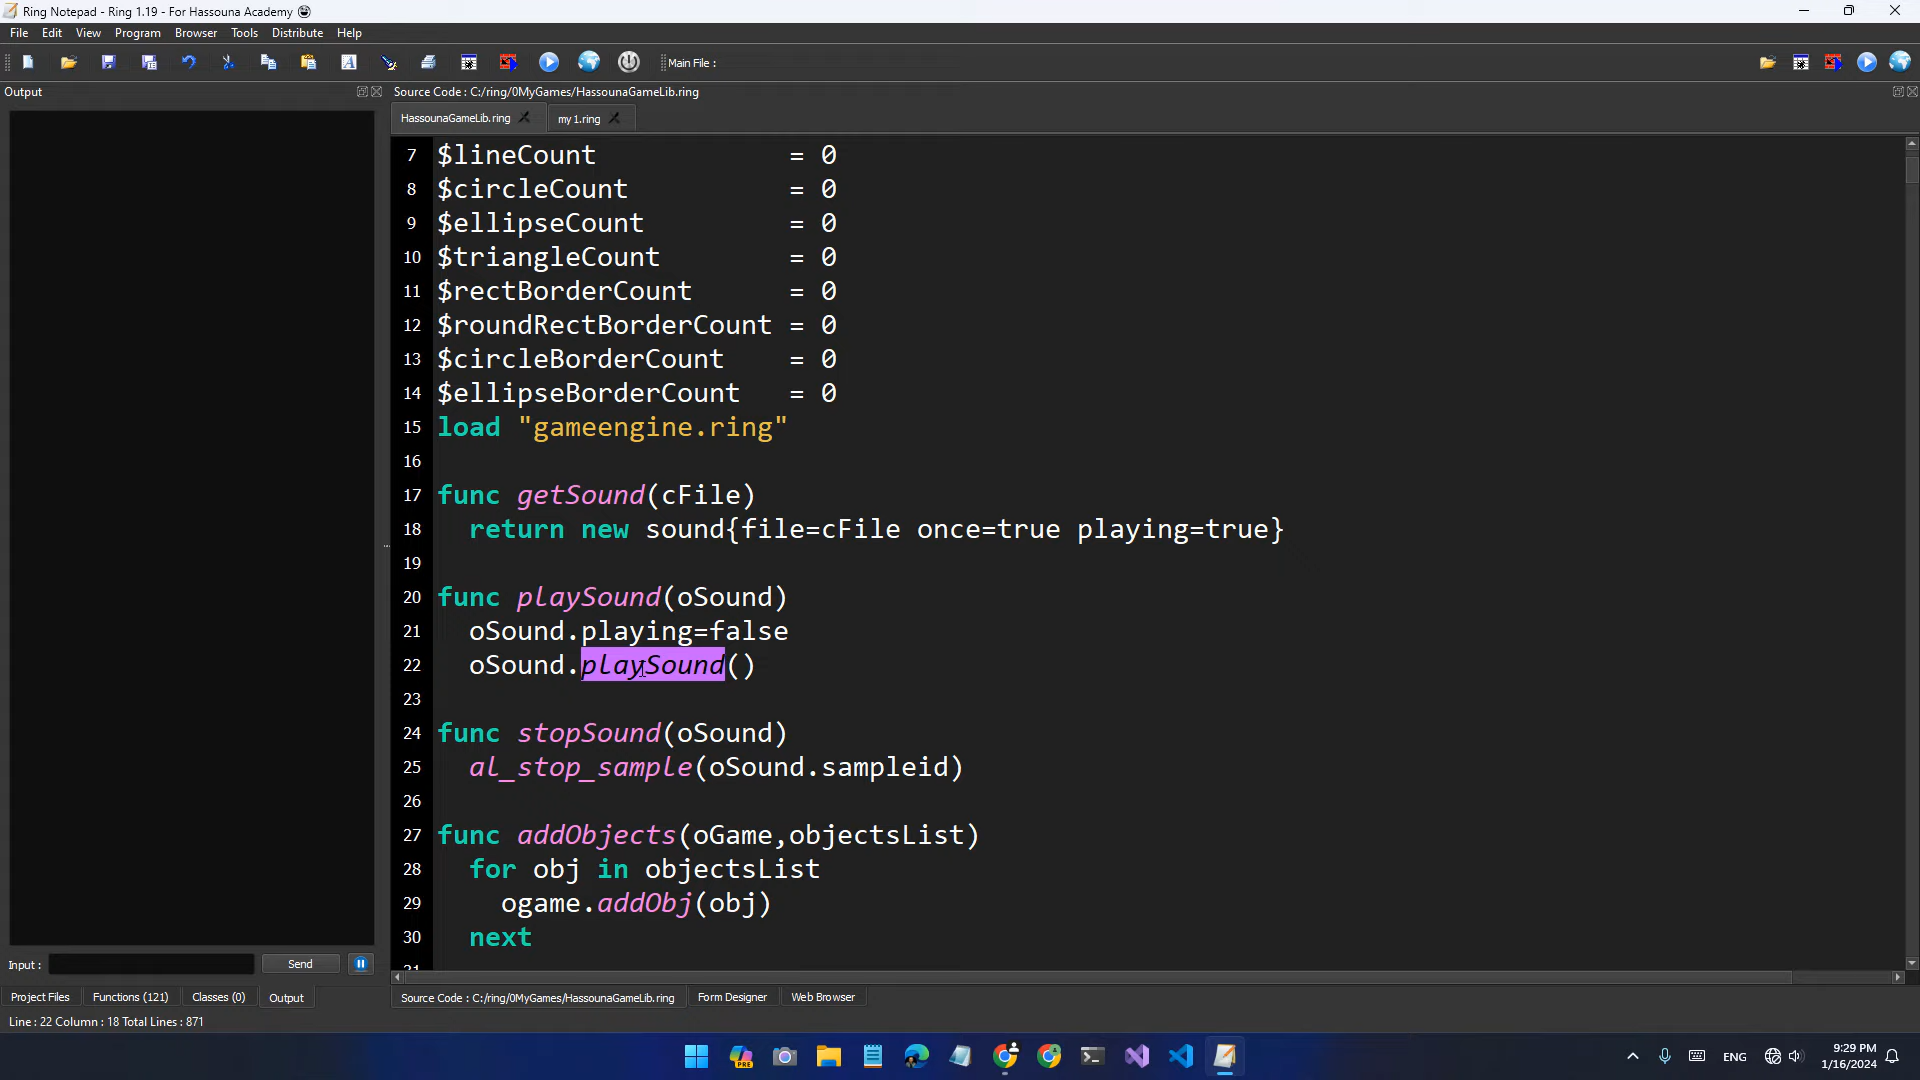 Ring Notepad - Ring 1.19 - For Hassouna Academy
File Edit View Program Browser Tools Distribute Help
Main File :
Output
Source Code : C:/ring/0MyGames/HassounaGameLib.ring
HassounaGameLib.ring my 1.ring
7 $lineCount = 0
8 $circleCount = 0
9 $ellipseCount = 0
10 $triangleCount = 0
11 $rectBorderCount = 0
12 $roundRectBorderCount = 0
13 $circleBorderCount = 0
14 $ellipseBorderCount = 0
15 load "gameengine.ring"
16
17 func getSound(cFile)
18 return new sound{file=cFile once=true playing=true}
19
20 func playSound(oSound)
21 oSound.playing=false
22 oSound.playSound()
23
24 func stopSound(oSound)
25 al_stop_sample(oSound.sampleid)
26
27 func addObjects(oGame,objectsList)
28 for obj in objectsList
29 ogame.addObj(obj)
30 next
31
Input : Send
Project Files Functions (121) Classes (0) Output
Source Code : C:/ring/0MyGames/HassounaGameLib.ring Form Designer Web Browser
Line : 22 Column : 18 Total Lines : 871
PRE
ENG
9:29 PM
1/16/2024